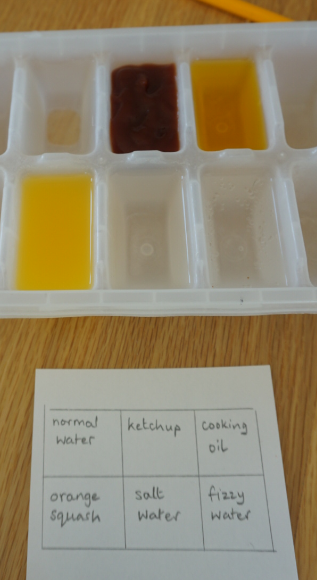 normal
water
ketchup
cooking
oil
orange
squash
salt
water
fizzy
water